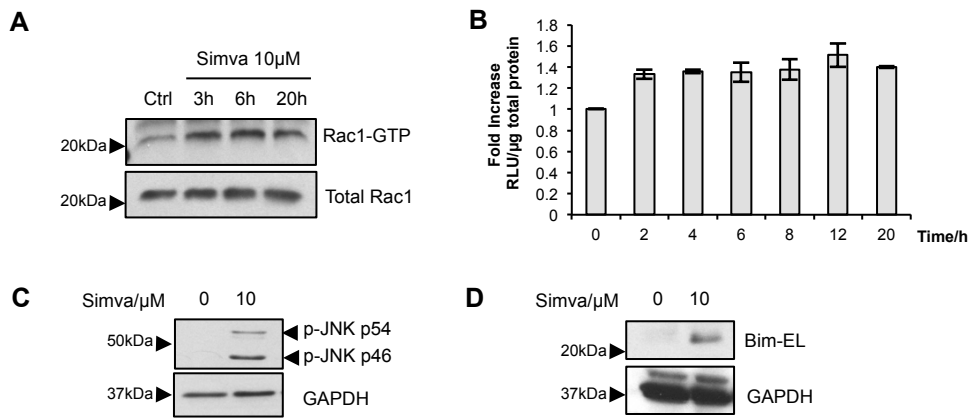 A
Simva 10µM
Ctrl 3h 6h 20h
20kDa Rac1-GTP
20kDa Total Rac1
B
Fold Increase
RLU/µg total protein
1.8
1.6
1.4
1.2
1
0.8
0.6
0.4
0.2
0
0 2 4 6 8 12 20 Time/h
C
Simva/µM 0 10
50kDa p-JNK p54
p-JNK p46
37kDa GAPDH
D
Simva/µM 0 10
20kDa Bim-EL
37kDa GAPDH